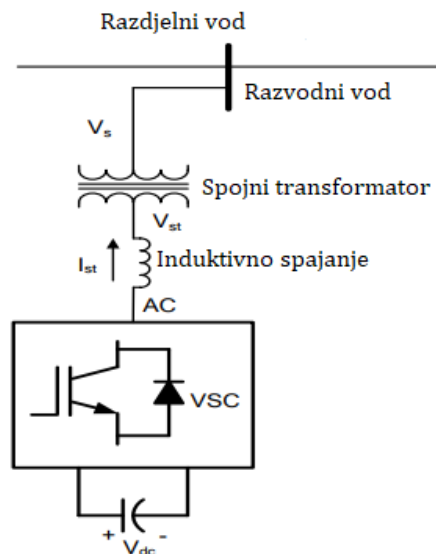 Razdjelni vod
Razvodni vod
Vs
Spojni transformator
Vst
Ist
Induktivno spajanje
AC
VSC
+ -
Vdc